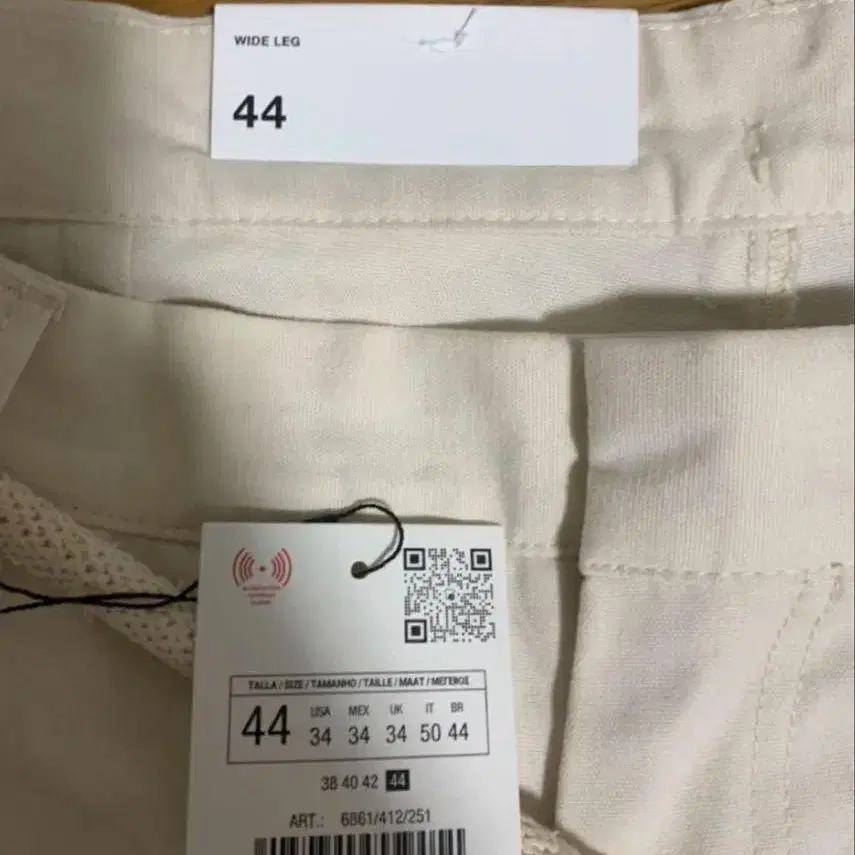 WIDE LEG
44
TALLA / SIZE / TAMANHO / TAILLE / MAAT / ΜΕΓΕΘΟΣ
44
USA MEX UK IT BR
34 34 34 50 44
38 40 42 44
ART.: 6861/412/251